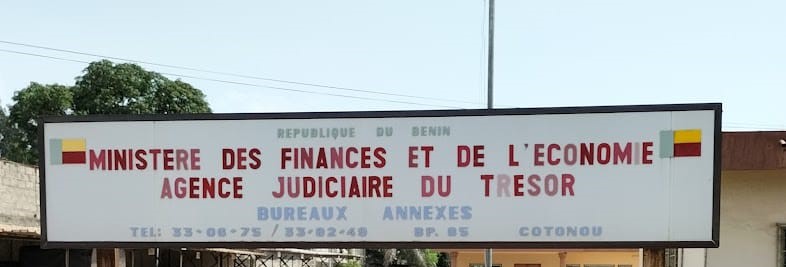 REPUBLIQUE DU BENIN
MINISTERE DES FINANCES ET DE L'ECONOMIE
AGENCE JUDICIAIRE DU TRESOR
BUREAUX ANNEXES
TEL: 33-06-75 / 33-02-48 BP. 85 COTONOU